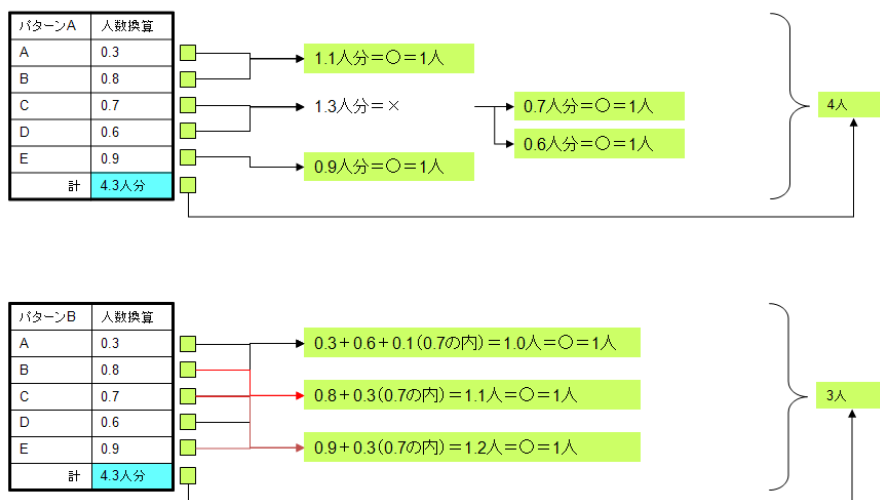 パターンA 人数換算
A 0.3
1.1人分=○=1人
B 0.8
C 0.7
1.3人分=× 0.7人分=○=1人 4人
D 0.6
0.6人分=○=1人
E 0.9
0.9人分=○=1人
計 4.3人分
パターンB 人数換算
A 0.3 0.3+0.6+0.1(0.7の内)=1.0人=○=1人
B 0.8
C 0.7 0.8+0.3(0.7の内)=1.1人=○=1人 3人
D 0.6
E 0.9 0.9+0.3(0.7の内)=1.2人=○=1人
計 4.3人分